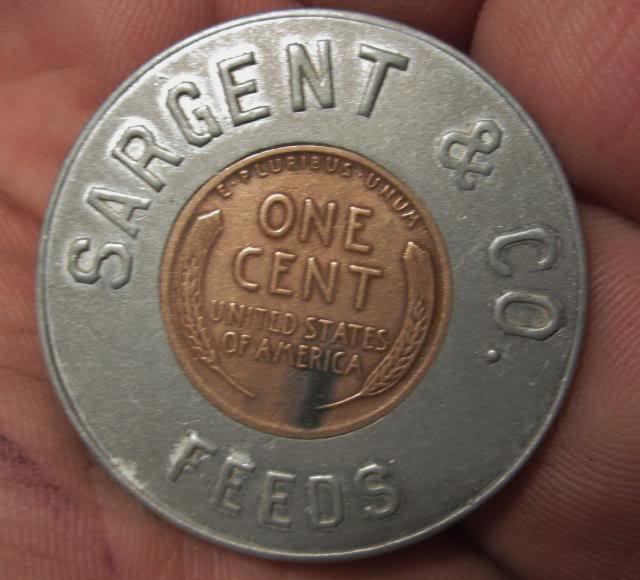 SARGENT & CO.
E·PLURIBUS·UNUM
ONE
CENT
UNITED STATES
OF AMERICA
FEEDS